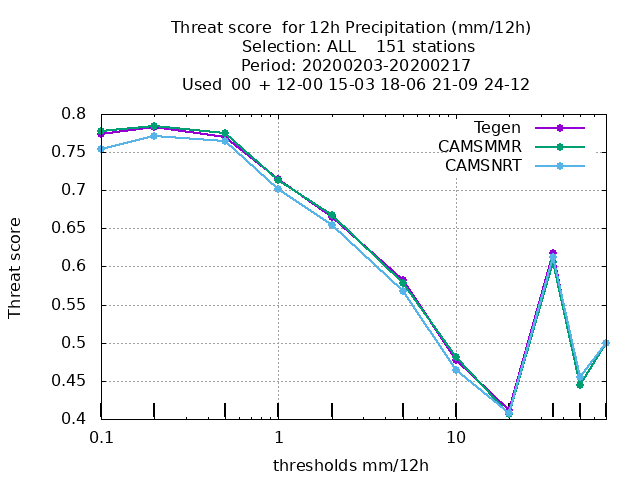 Threat score  for 12h Precipitation (mm/12h)
Selection: ALL    151 stations
Period: 20200203-20200217
Used  00 + 12-00 15-03 18-06 21-09 24-12
Tegen
CAMSMMR
CAMSNRT
0.8
0.75
0.7
0.65
0.6
0.55
0.5
0.45
0.4
Threat score
0.1 1 10
thresholds mm/12h